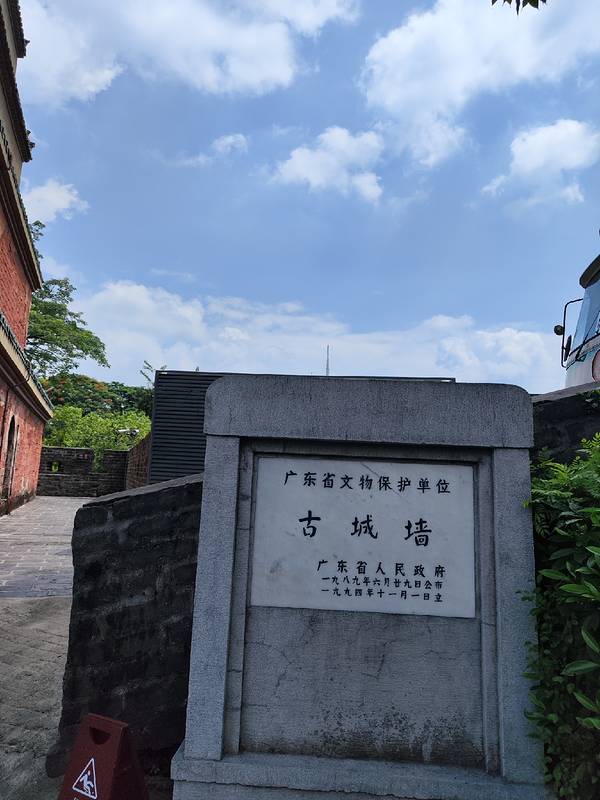 广东省文物保护单位
古城墙
广东省人民政府
一九八九年六月廿九日公布
一九九四年十一月一日立